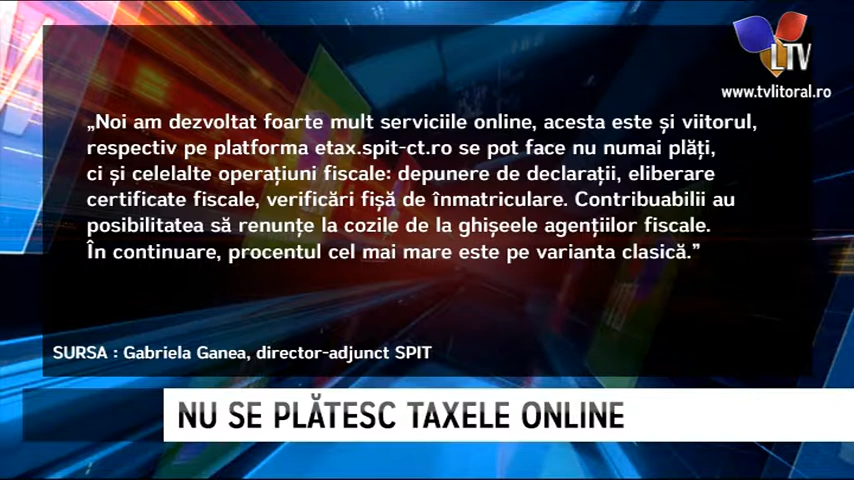 LTV
www.tvlitoral.ro
„Noi am dezvoltat foarte mult serviciile online, acesta este și viitorul,
respectiv pe platforma etax.spit-ct.ro se pot face nu numai plăți,
ci și celelalte operațiuni fiscale: depunere de declarații, eliberare
certificate fiscale, verificări fișă de înmatriculare. Contribuabilii au
posibilitatea să renunțe la cozile de la ghișeele agențiilor fiscale.
În continuare, procentul cel mai mare este pe varianta clasică.”
SURSA : Gabriela Ganea, director-adjunct SPIT
NU SE PLĂTESC TAXELE ONLINE